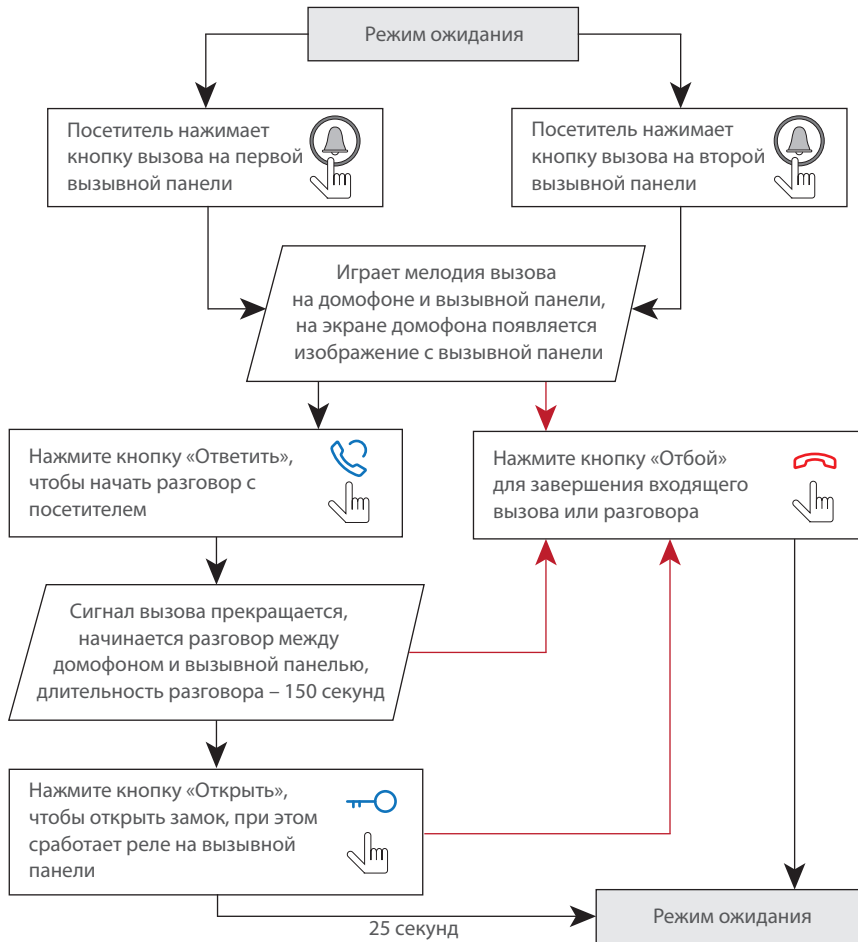 Режим ожидания
Посетитель нажимает
кнопку вызова на первой
вызывной панели
Посетитель нажимает
кнопку вызова на второй
вызывной панели
Играет мелодия вызова
на домофоне и вызывной панели,
на экране домофона появляется
изображение с вызывной панели
Нажмите кнопку «Ответить»,
чтобы начать разговор с
посетителем
Нажмите кнопку «Отбой»
для завершения входящего
вызова или разговора
Сигнал вызова прекращается,
начинается разговор между
домофоном и вызывной панелью,
длительность разговора – 150 секунд
Нажмите кнопку «Открыть»,
чтобы открыть замок, при этом
сработает реле на вызывной
панели
25 секунд
Режим ожидания